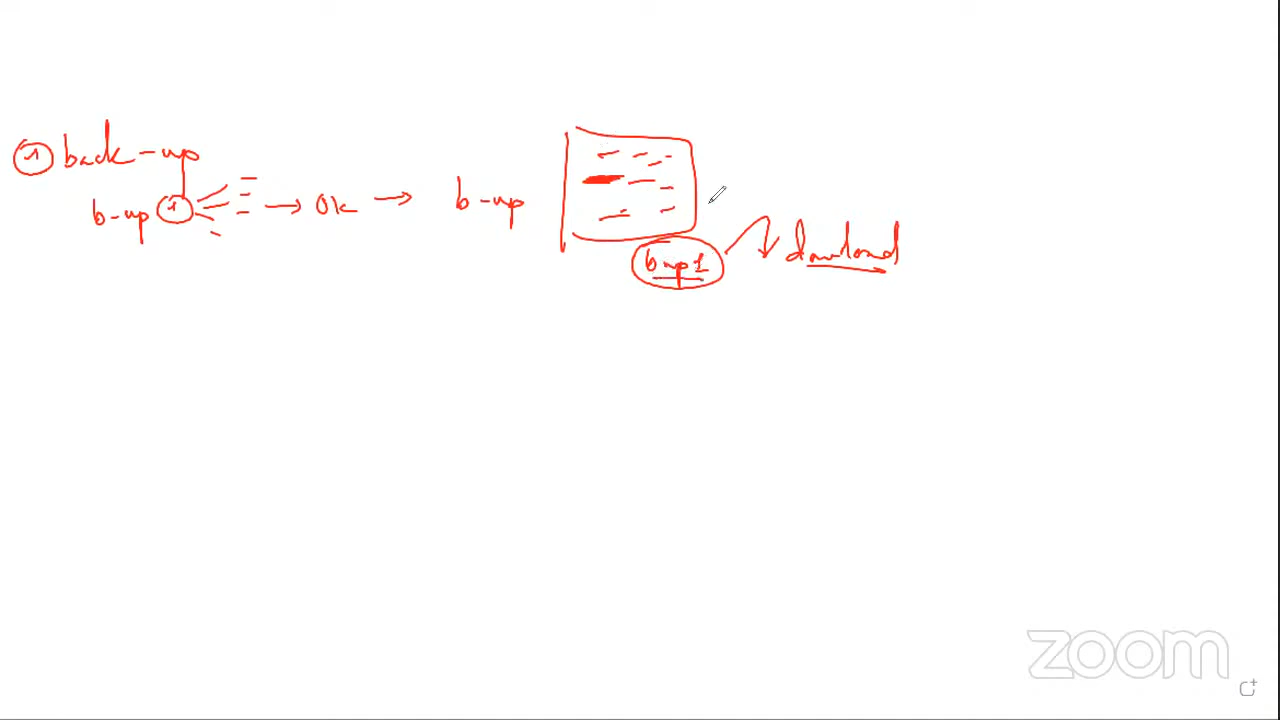 1 back-up
b-up 1 → Ok → b-up
b up 1
download
zoom